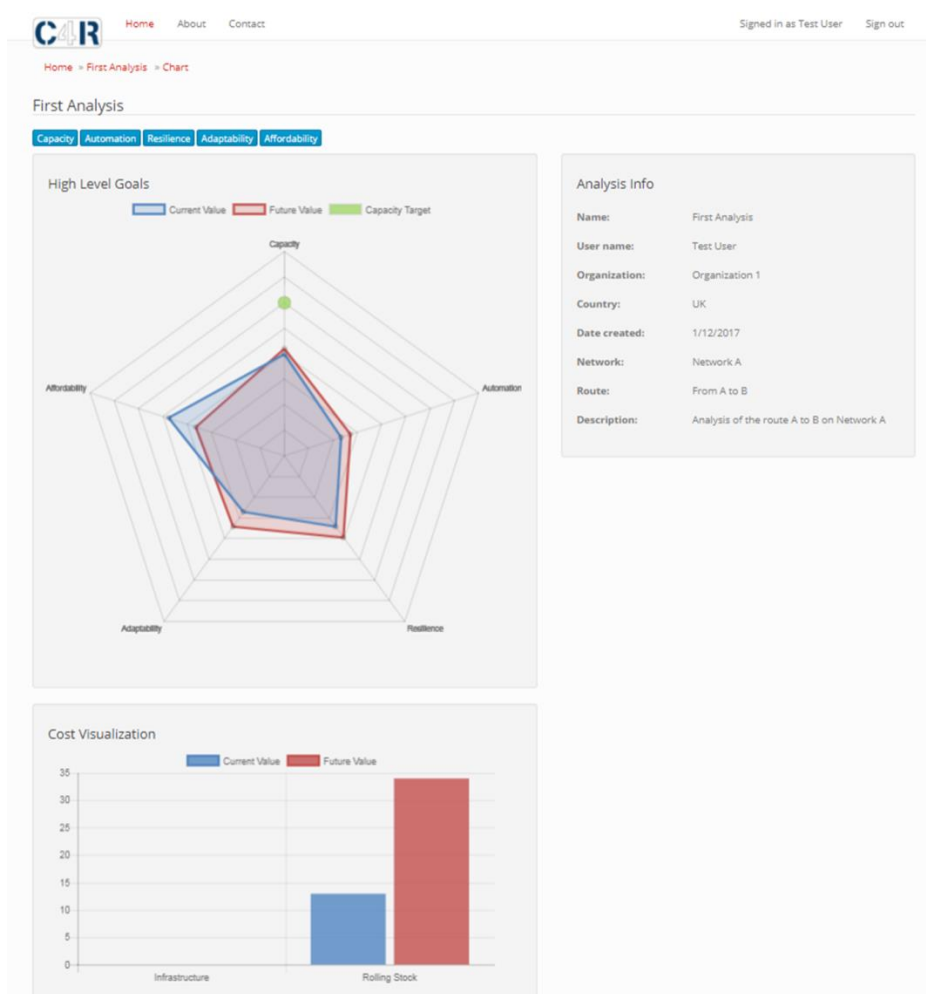 C4R
Home About Contact
Signed in as Test User Sign out
Home » First Analysis » Chart
First Analysis
Capacity Automation Resilience Adaptability Affordability
High Level Goals
Current Value Future Value Capacity Target
Capacity
Affordability
Automation
Adaptability
Resilience
Analysis Info
Name: First Analysis
User name: Test User
Organization: Organization 1
Country: UK
Date created: 1/12/2017
Network: Network A
Route: From A to B
Description: Analysis of the route A to B on Network A
Cost Visualization
Current Value Future Value
35
30
25
20
15
10
5
0
Infrastructure Rolling Stock